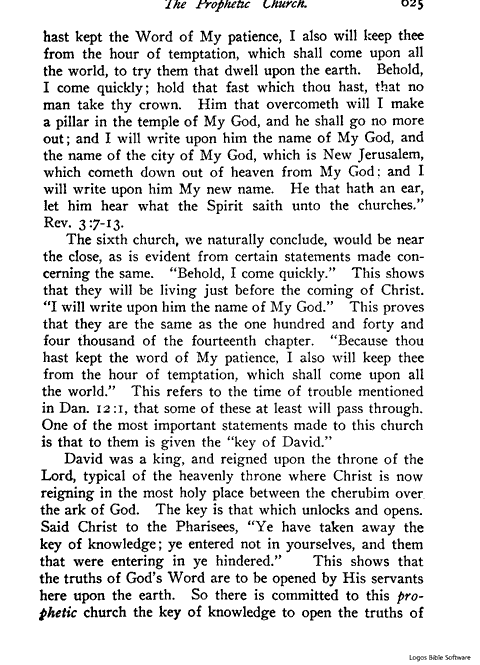 The Prophetic Church. 625
hast kept the Word of My patience, I also will keep thee
from the hour of temptation, which shall come upon all
the world, to try them that dwell upon the earth. Behold,
I come quickly; hold that fast which thou hast, that no
man take thy crown. Him that overcometh will I make
a pillar in the temple of My God, and he shall go no more
out; and I will write upon him the name of My God, and
the name of the city of My God, which is New Jerusalem,
which cometh down out of heaven from My God; and I
will write upon him My new name. He that hath an ear,
let him hear what the Spirit saith unto the churches."
Rev. 3:7-13.
The sixth church, we naturally conclude, would be near
the close, as is evident from certain statements made con-
cerning the same. "Behold, I come quickly." This shows
that they will be living just before the coming of Christ.
"I will write upon him the name of My God." This proves
that they are the same as the one hundred and forty and
four thousand of the fourteenth chapter. "Because thou
hast kept the word of My patience, I also will keep thee
from the hour of temptation, which shall come upon all
the world." This refers to the time of trouble mentioned
in Dan. 12:1, that some of these at least will pass through.
One of the most important statements made to this church
is that to them is given the "key of David."
David was a king, and reigned upon the throne of the
Lord, typical of the heavenly throne where Christ is now
reigning in the most holy place between the cherubim over
the ark of God. The key is that which unlocks and opens.
Said Christ to the Pharisees, "Ye have taken away the
key of knowledge; ye entered not in yourselves, and them
that were entering in ye hindered." This shows that
the truths of God's Word are to be opened by His servants
here upon the earth. So there is committed to this pro-
phetic church the key of knowledge to open the truths of
Logos Bible Software